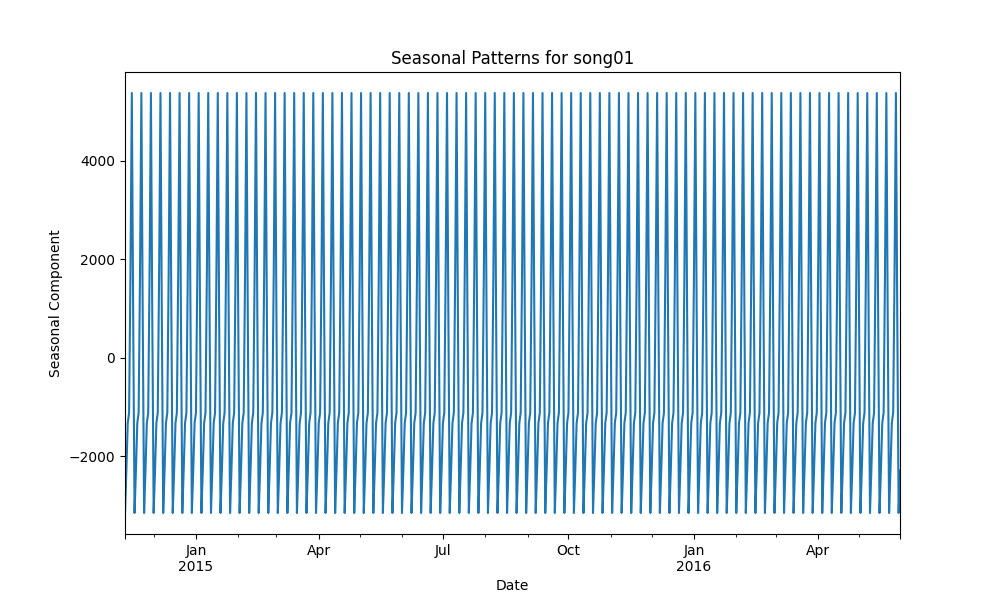 Seasonal Patterns for song01
Seasonal Component
4000
2000
0
−2000
Jan Apr Jul Oct Jan Apr
2015 2016
Date